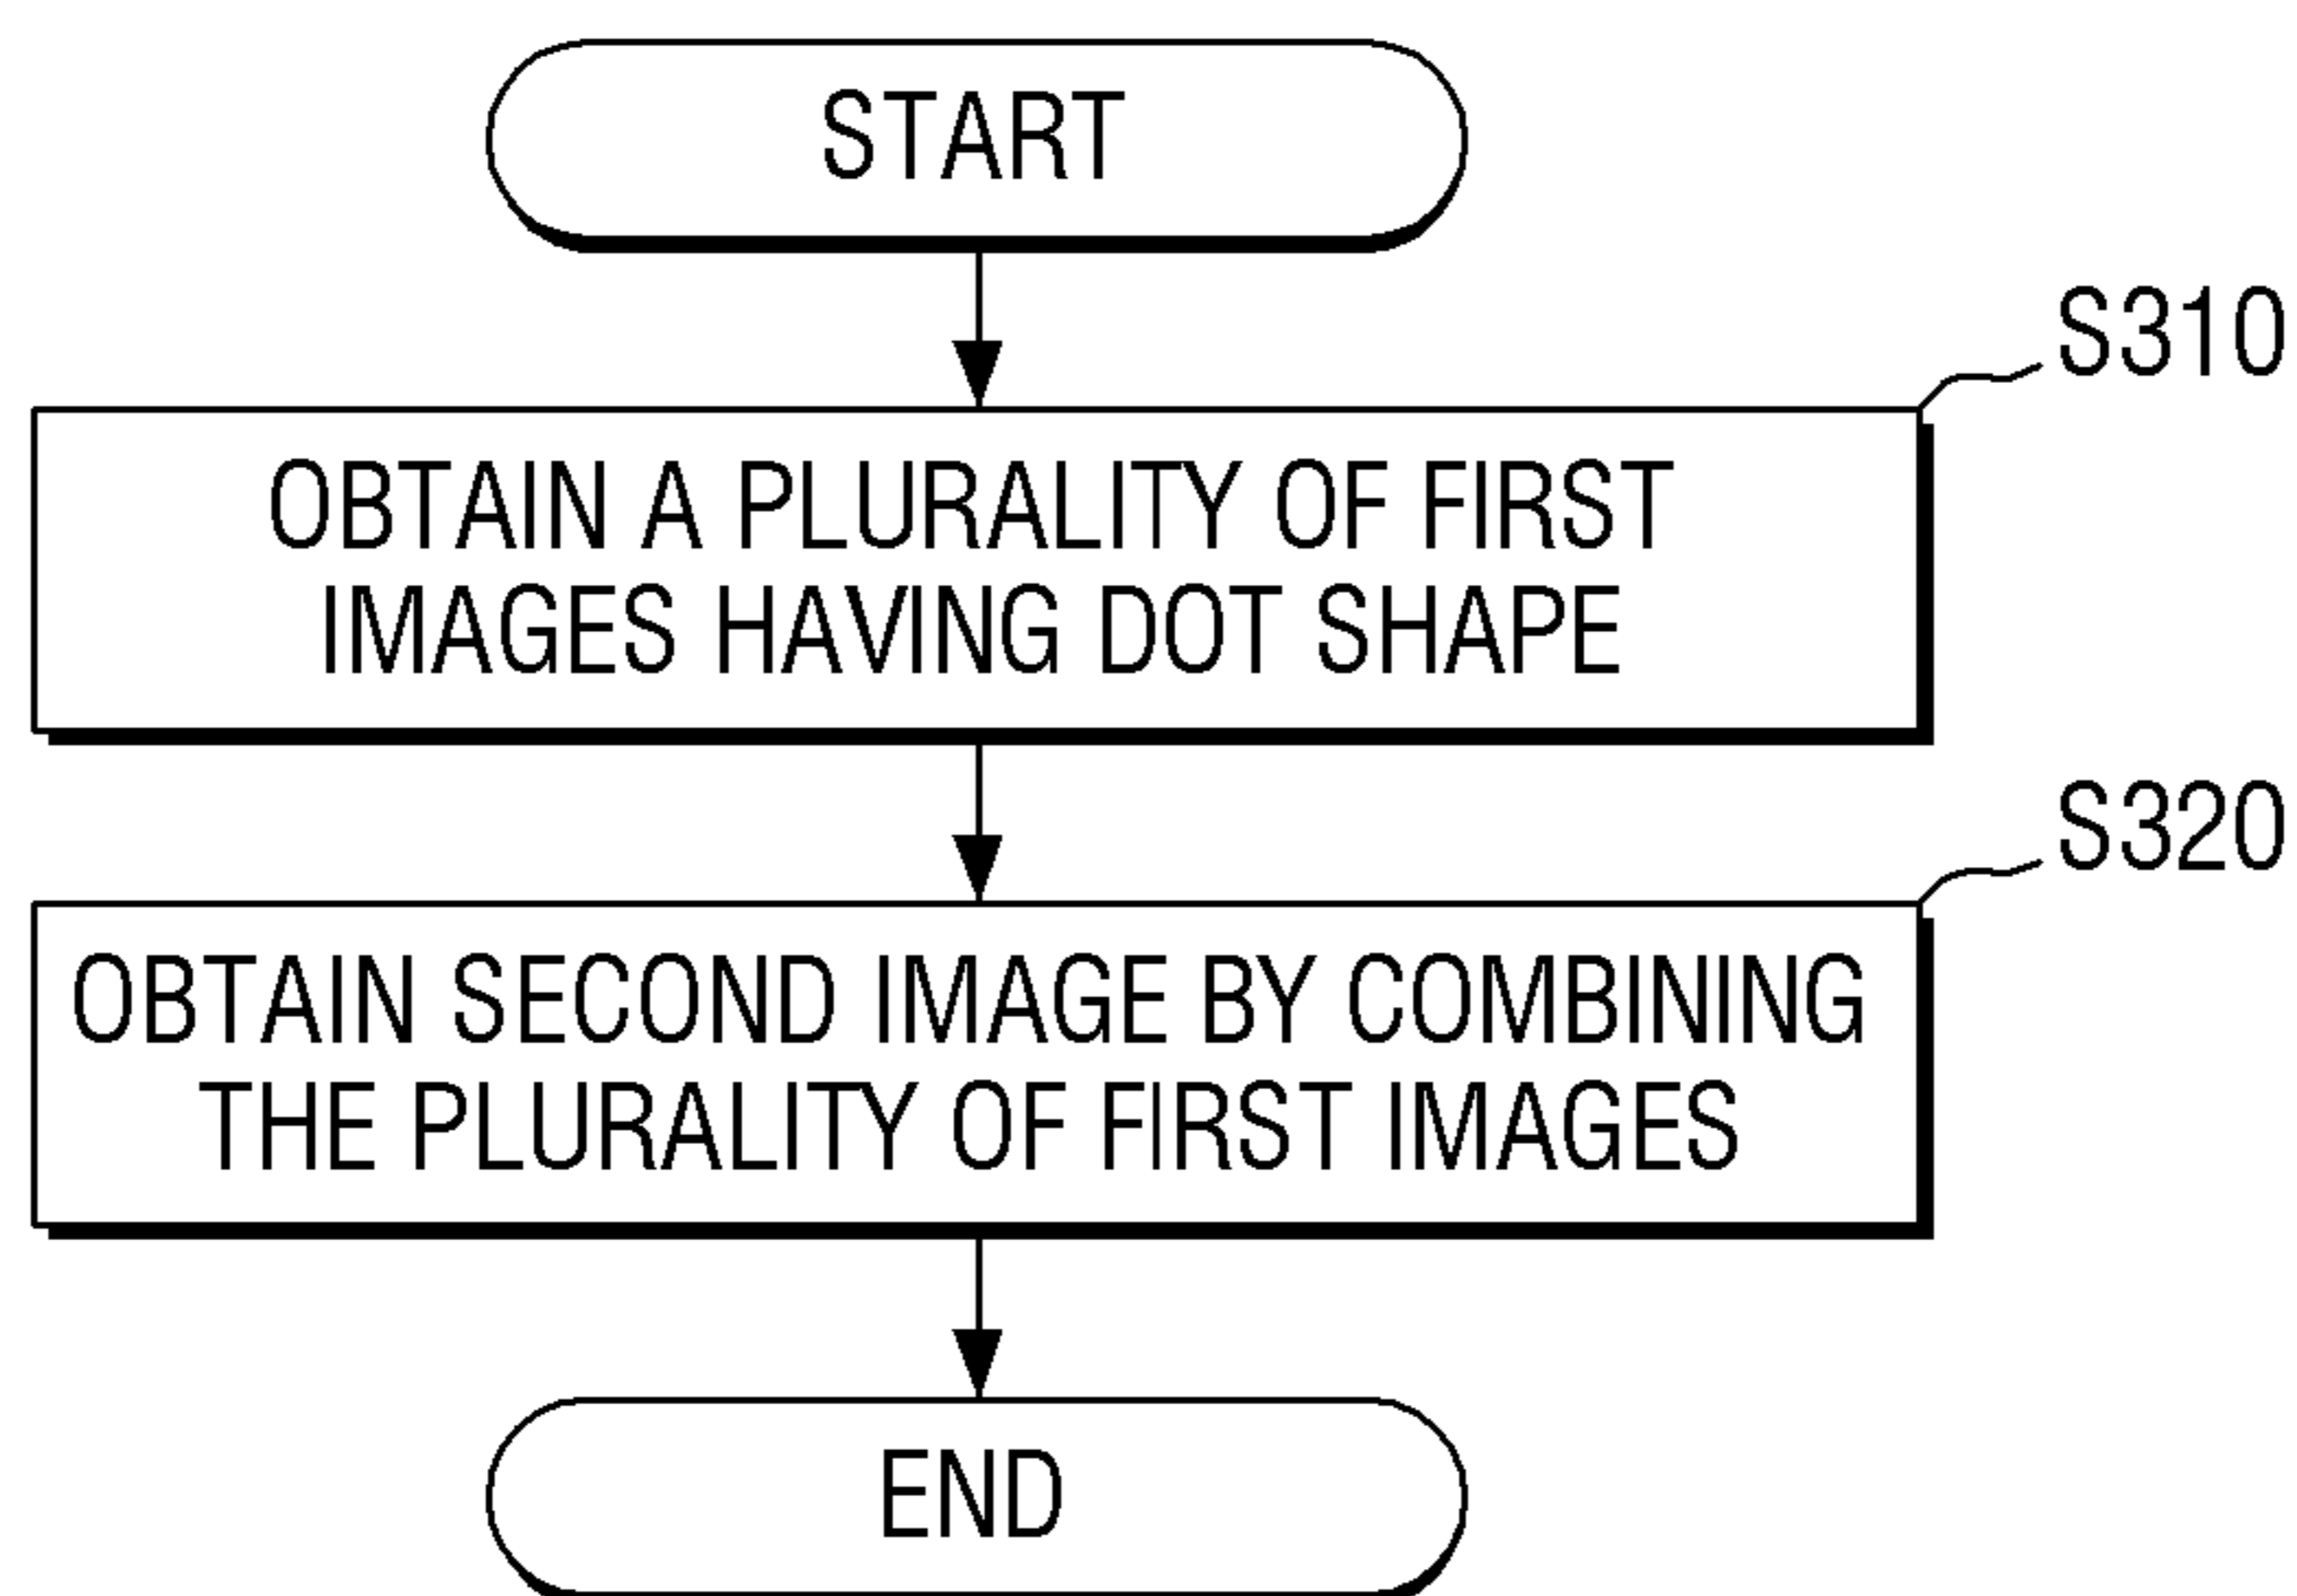 START
S310
OBTAIN A PLURALITY OF FIRST
IMAGES HAVING DOT SHAPE
S320
OBTAIN SECOND IMAGE BY COMBINING
THE PLURALITY OF FIRST IMAGES
END